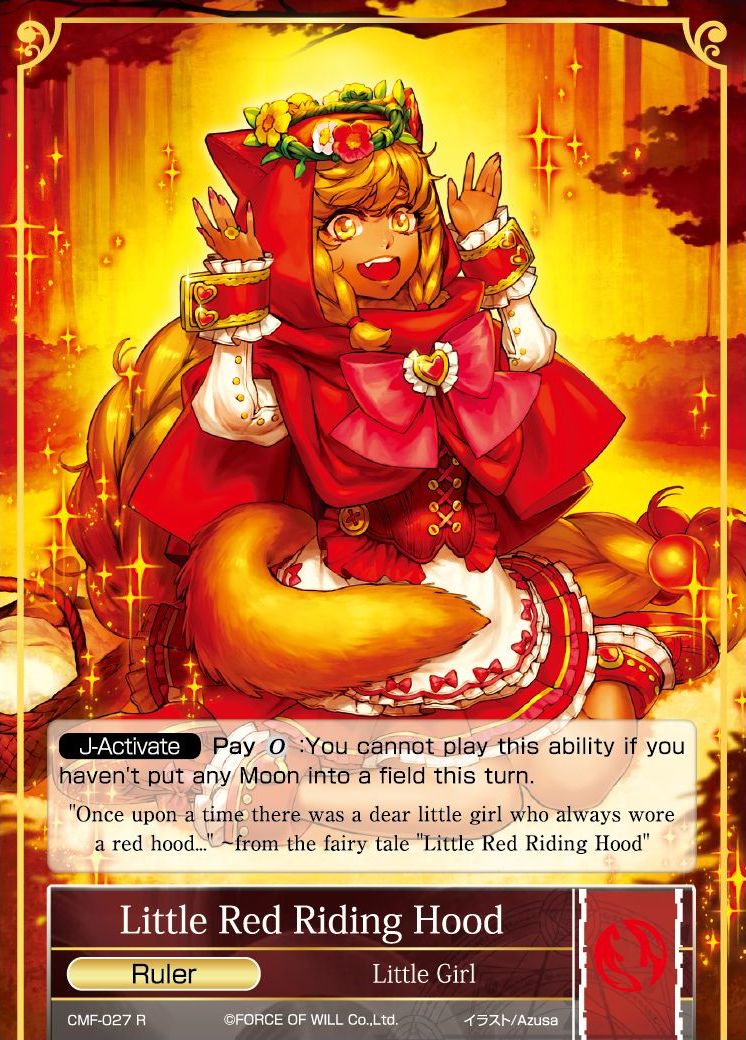 J-Activate Pay 0 :You cannot play this ability if you
haven't put any Moon into a field this turn.
"Once upon a time there was a dear little girl who always wore
a red hood..." ~from the fairy tale "Little Red Riding Hood"
Little Red Riding Hood
Ruler Little Girl
CMF-027 R ©FORCE OF WILL Co.,Ltd. イラスト/Azusa